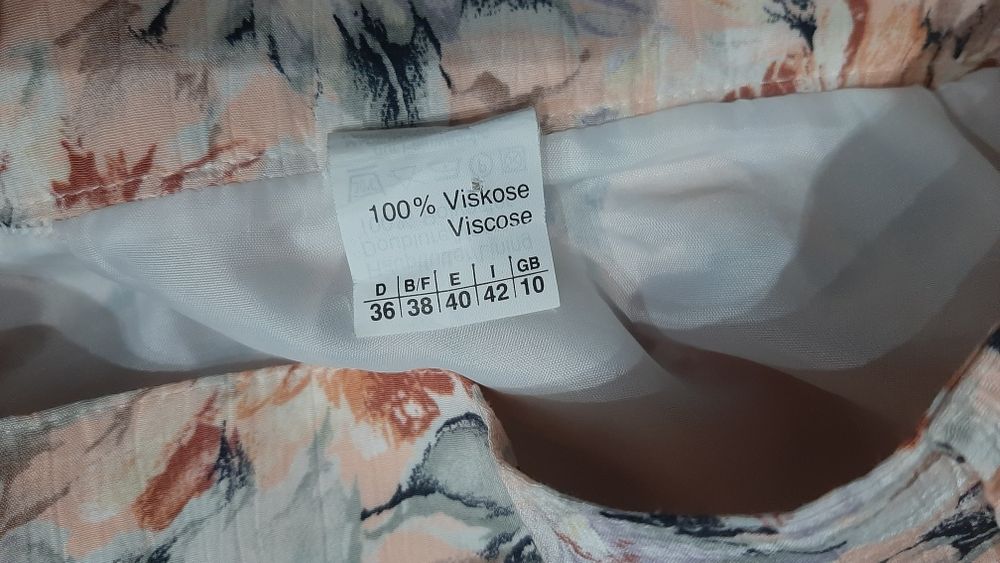 100% Viskose
Viscose
D B/F E I GB
36 38 40 42 10